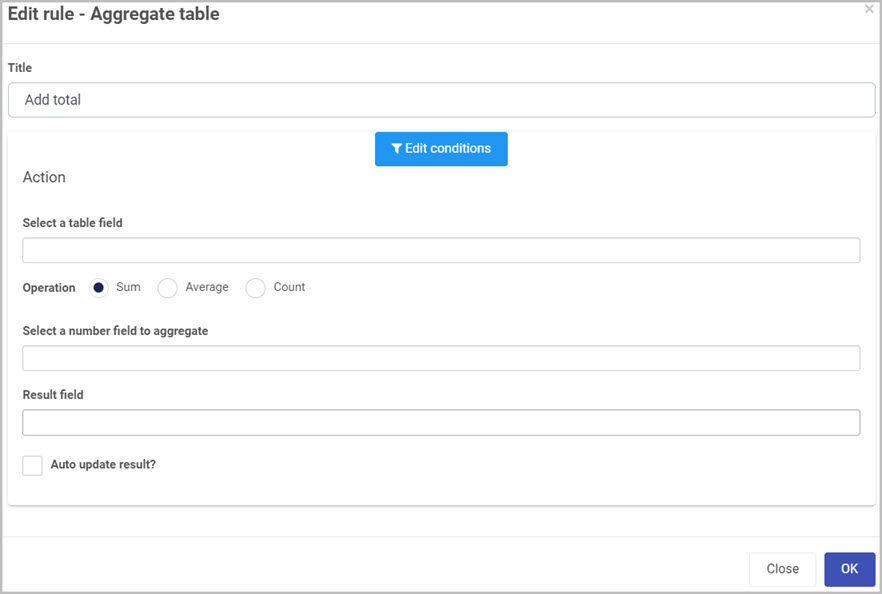 Edit rule - Aggregate table
×
Title
Add total
Edit conditions
Action
Select a table field
Operation Sum Average Count
Select a number field to aggregate
Result field
Auto update result?
Close OK